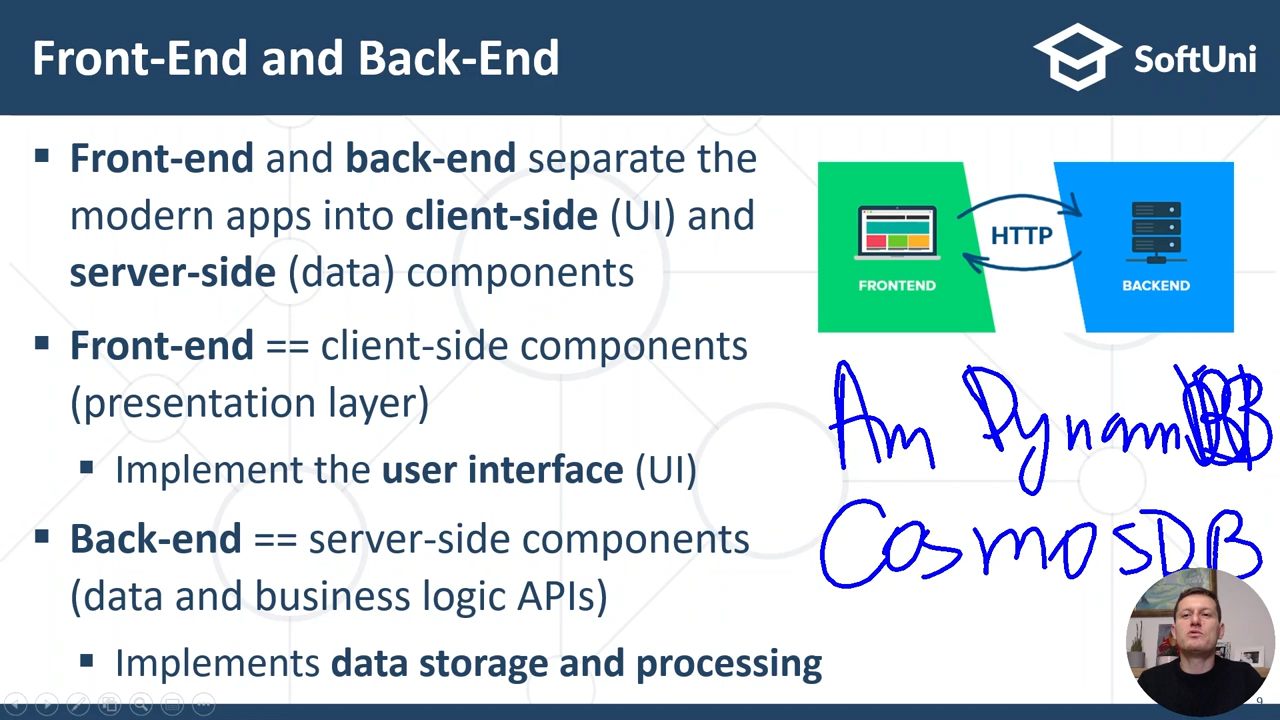 Front-End and Back-End
SoftUni
▪ Front-end and back-end separate the
modern apps into client-side (UI) and
server-side (data) components
▪ Front-end == client-side components
(presentation layer)
▪ Implement the user interface (UI)
▪ Back-end == server-side components
(data and business logic APIs)
▪ Implements data storage and processing
HTTP
FRONTEND
BACKEND
Am
CosmosDB
9